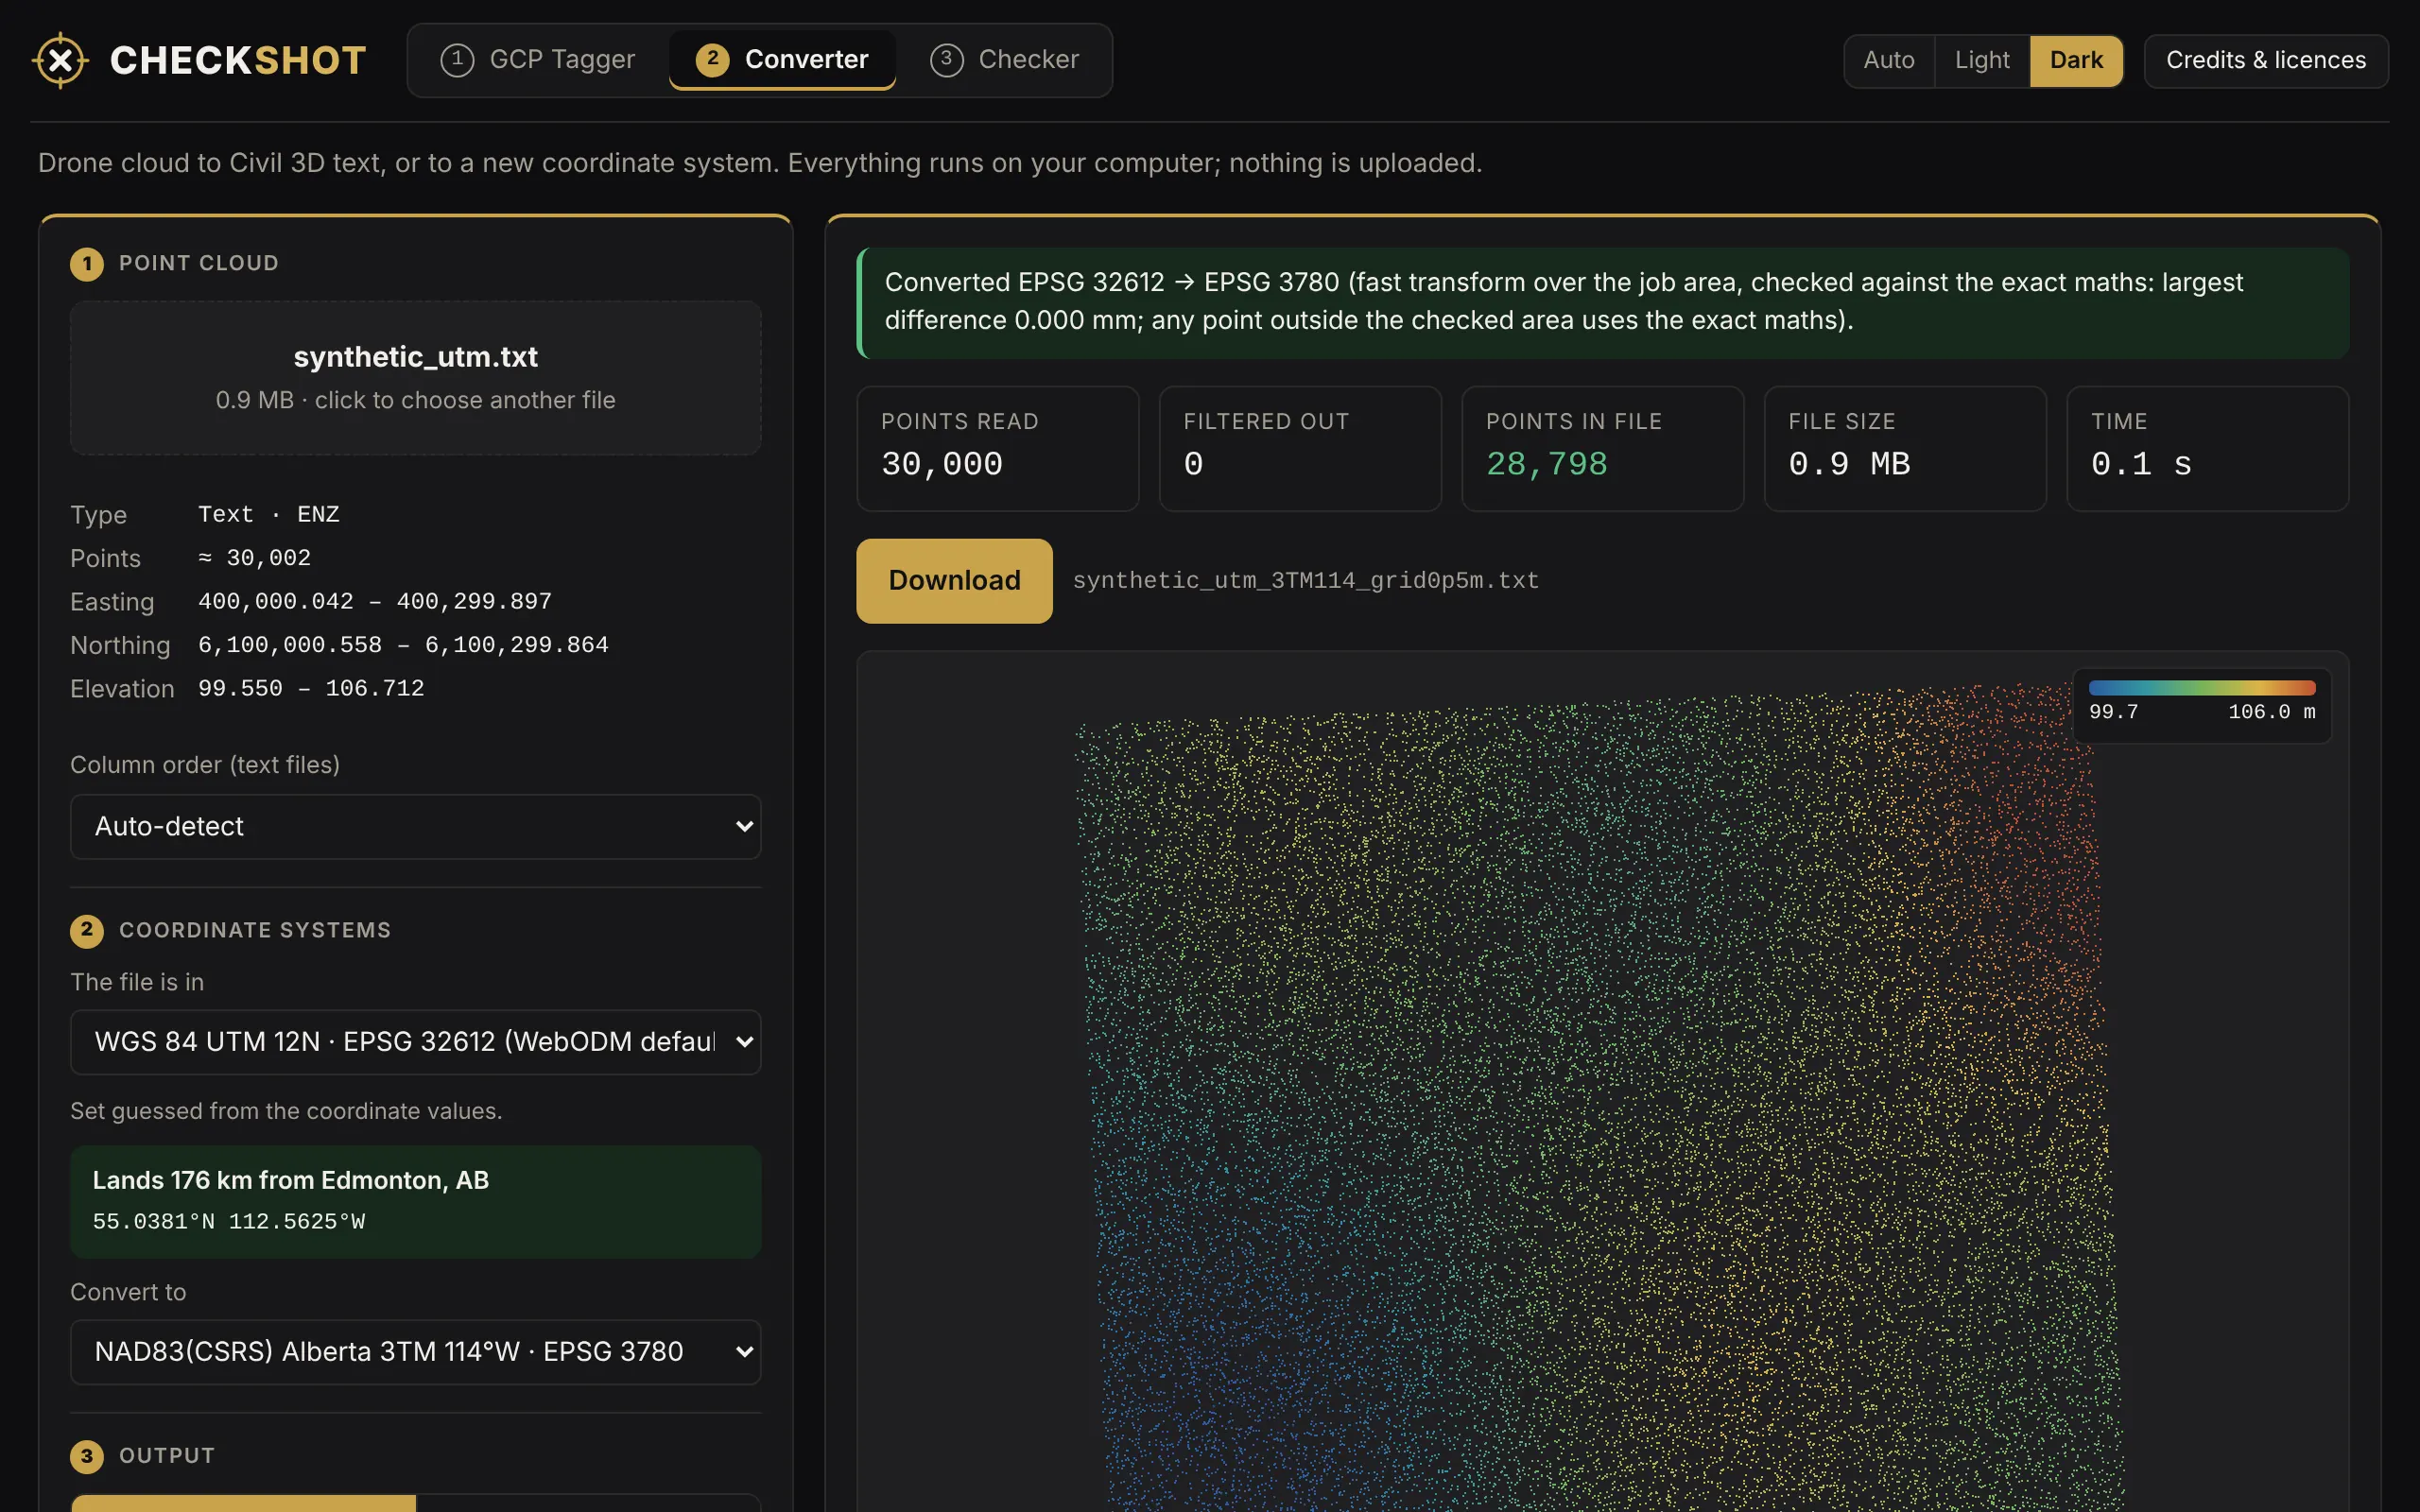 CHECKSHOT
1 GCP Tagger
2 Converter
3 Checker
Auto Light Dark
Credits & licences
Drone cloud to Civil 3D text, or to a new coordinate system. Everything runs on your computer; nothing is uploaded.
1 POINT CLOUD
synthetic_utm.txt
0.9 MB · click to choose another file
Type Text · ENZ
Points ≈ 30,002
Easting 400,000.042 – 400,299.897
Northing 6,100,000.558 – 6,100,299.864
Elevation 99.550 – 106.712
Column order (text files)
Auto-detect
2 COORDINATE SYSTEMS
The file is in
WGS 84 UTM 12N · EPSG 32612 (WebODM defaul
Set guessed from the coordinate values.
Lands 176 km from Edmonton, AB
55.0381°N 112.5625°W
Convert to
NAD83(CSRS) Alberta 3TM 114°W · EPSG 3780
3 OUTPUT
Converted EPSG 32612 → EPSG 3780 (fast transform over the job area, checked against the exact maths: largest
difference 0.000 mm; any point outside the checked area uses the exact maths).
POINTS READ
30,000
FILTERED OUT
0
POINTS IN FILE
28,798
FILE SIZE
0.9 MB
TIME
0.1 s
Download
synthetic_utm_3TM114_grid0p5m.txt
99.7 106.0 m